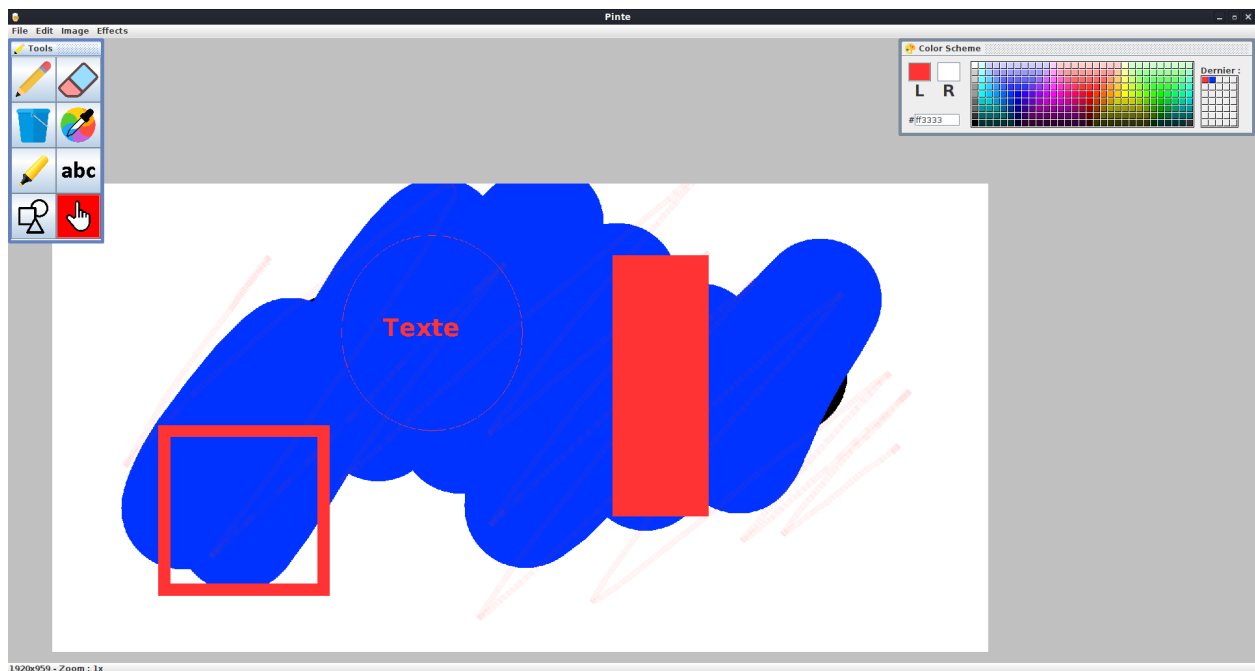 Pinte
File Edit Image Effects
Tools
abc
Color Scheme
L R
#ff3333
Dernier :
Texte
1920x959 - Zoom : 1x